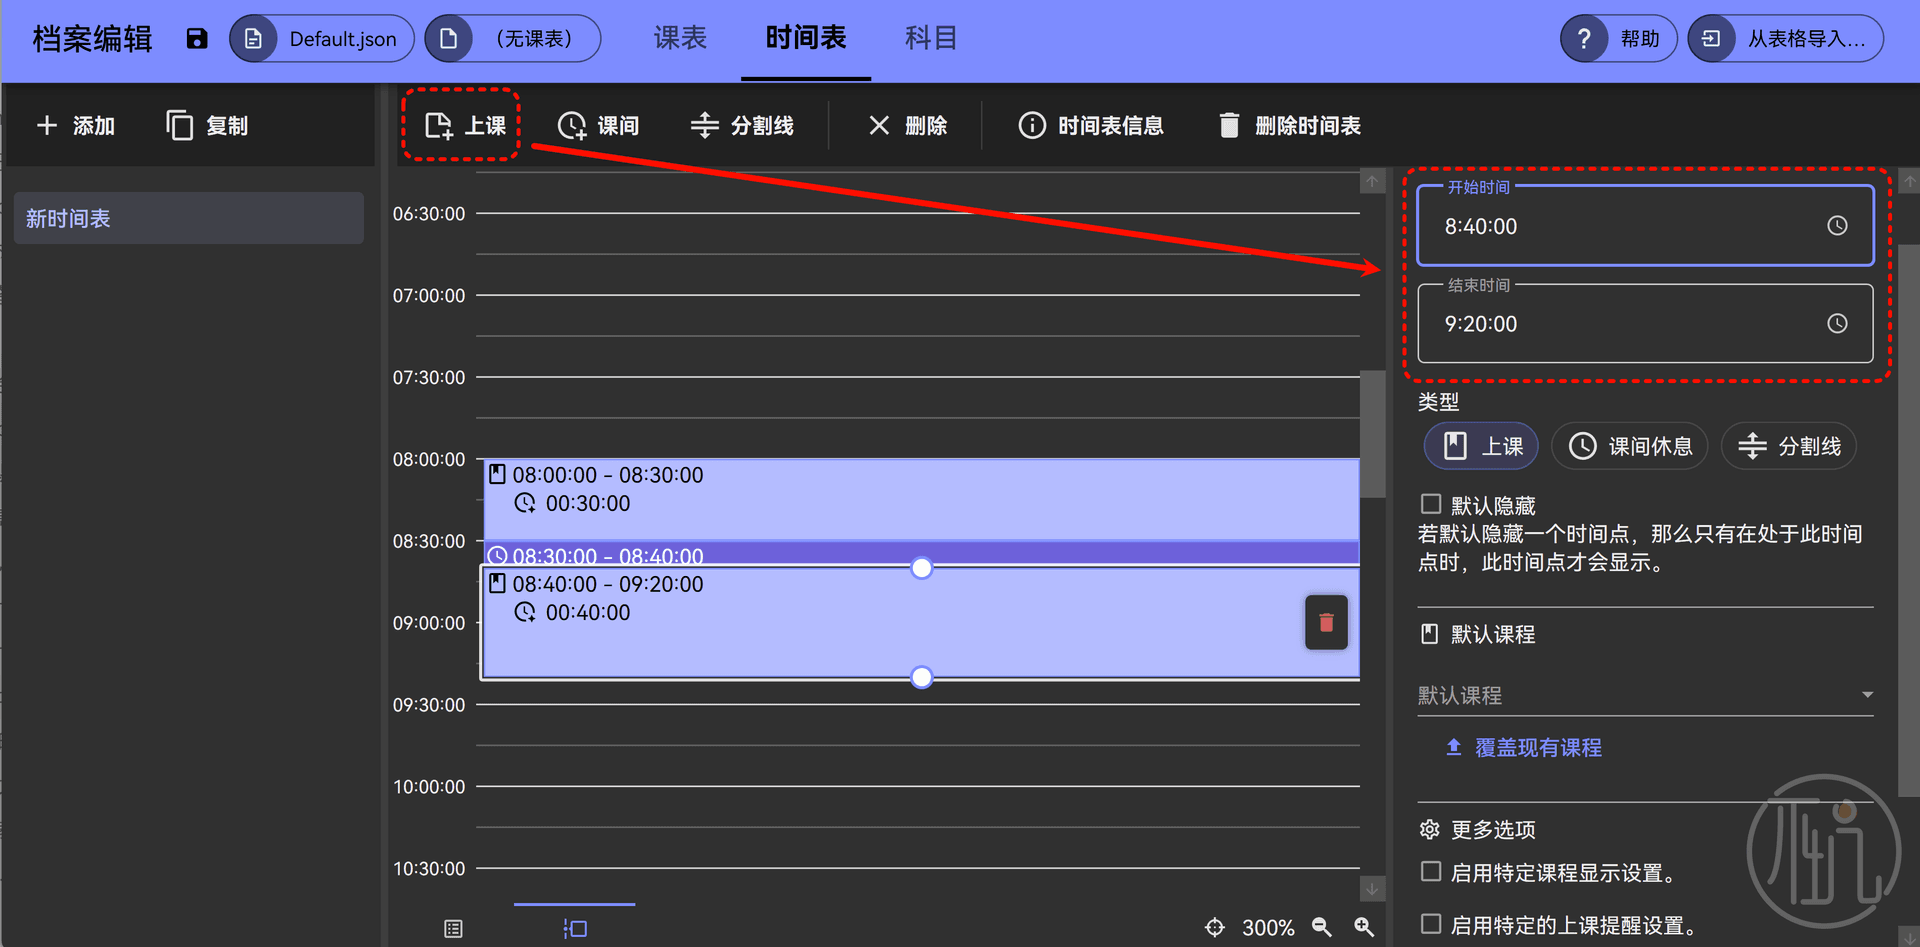 档案编辑
Default.json
（无课表）
课表
时间表
科目
帮助
从表格导入...
添加
复制
上课
课间
分割线
删除
时间表信息
删除时间表
新时间表
06:30:00
07:00:00
07:30:00
08:00:00
08:30:00
09:00:00
09:30:00
10:00:00
10:30:00
08:00:00 - 08:30:00
00:30:00
08:30:00 - 08:40:00
08:40:00 - 09:20:00
00:40:00
300%
开始时间
8:40:00
结束时间
9:20:00
类型
上课
课间休息
分割线
默认隐藏
若默认隐藏一个时间点，那么只有在处于此时间
点时，此时间点才会显示。
默认课程
默认课程
覆盖现有课程
更多选项
启用特定课程显示设置。
启用特定的上课提醒设置。